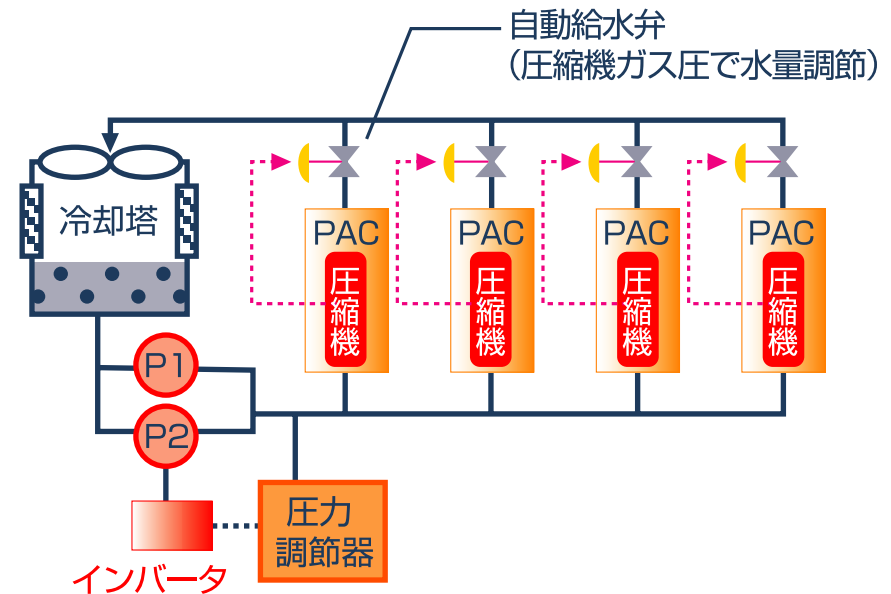 自動給水弁
（圧縮機ガス圧で水量調節）
冷却塔
PAC
圧縮機
PAC
圧縮機
PAC
圧縮機
PAC
圧縮機
P1
P2
圧力
調節器
インバータ